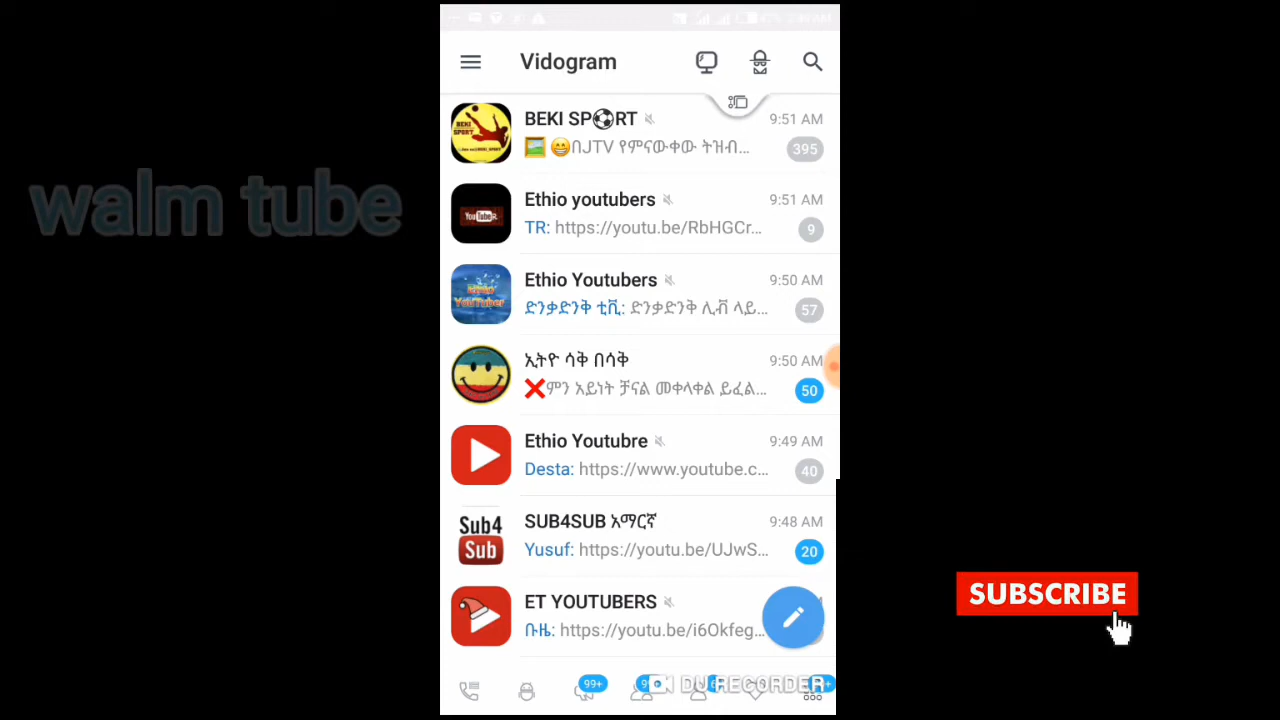 walm tube
Vidogram
BEKI SP⚽RT 9:51 AM
😁በJTV የምናውቀው ትዝብ... 395
Ethio youtubers 9:51 AM
TR: https://youtu.be/RbHGCr... 9
Ethio Youtubers 9:50 AM
ድንቃድንቅ ቲቪ: ድንቃድንቅ ሊብ ላይ... 57
ኢትዮ ሳቅ በሳቅ 9:50 AM
❌ምን አይነት ቻናል መቀላቀል ይፈል... 50
Ethio Youtubre 9:49 AM
Desta: https://www.youtube.c... 40
Sub4
Sub
SUB4SUB አማርኛ 9:48 AM
Yusuf: https://youtu.be/UJwS... 20
ET YOUTUBERS
ቡዜ: https://youtu.be/i6Okfeg...
99+
DU RECORDER
SUBSCRIBE